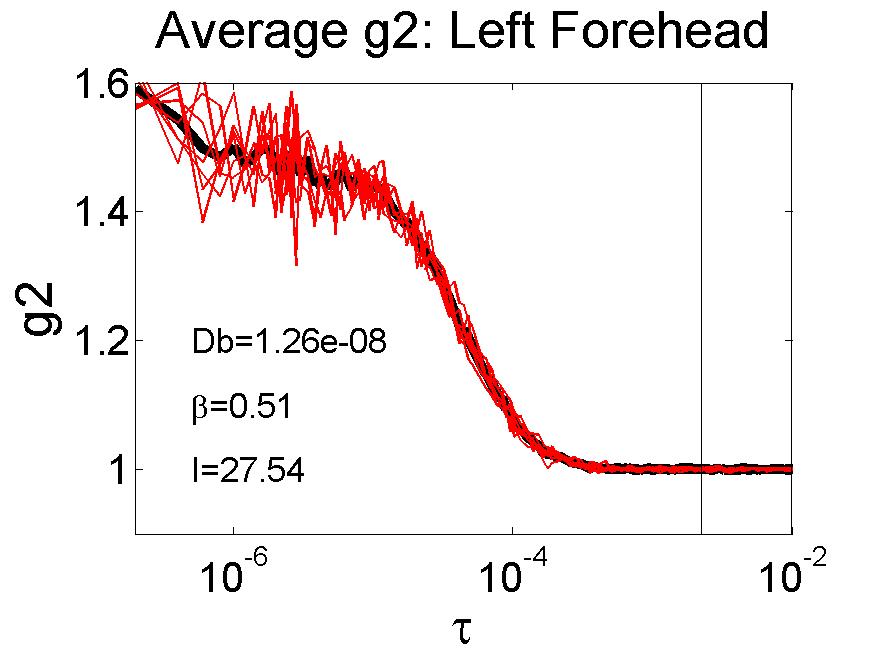 Average g2: Left Forehead
1.6
1.4
1.2
1
g2
Db=1.26e-08
β=0.51
I=27.54
10^-6
10^-4
10^-2
τ